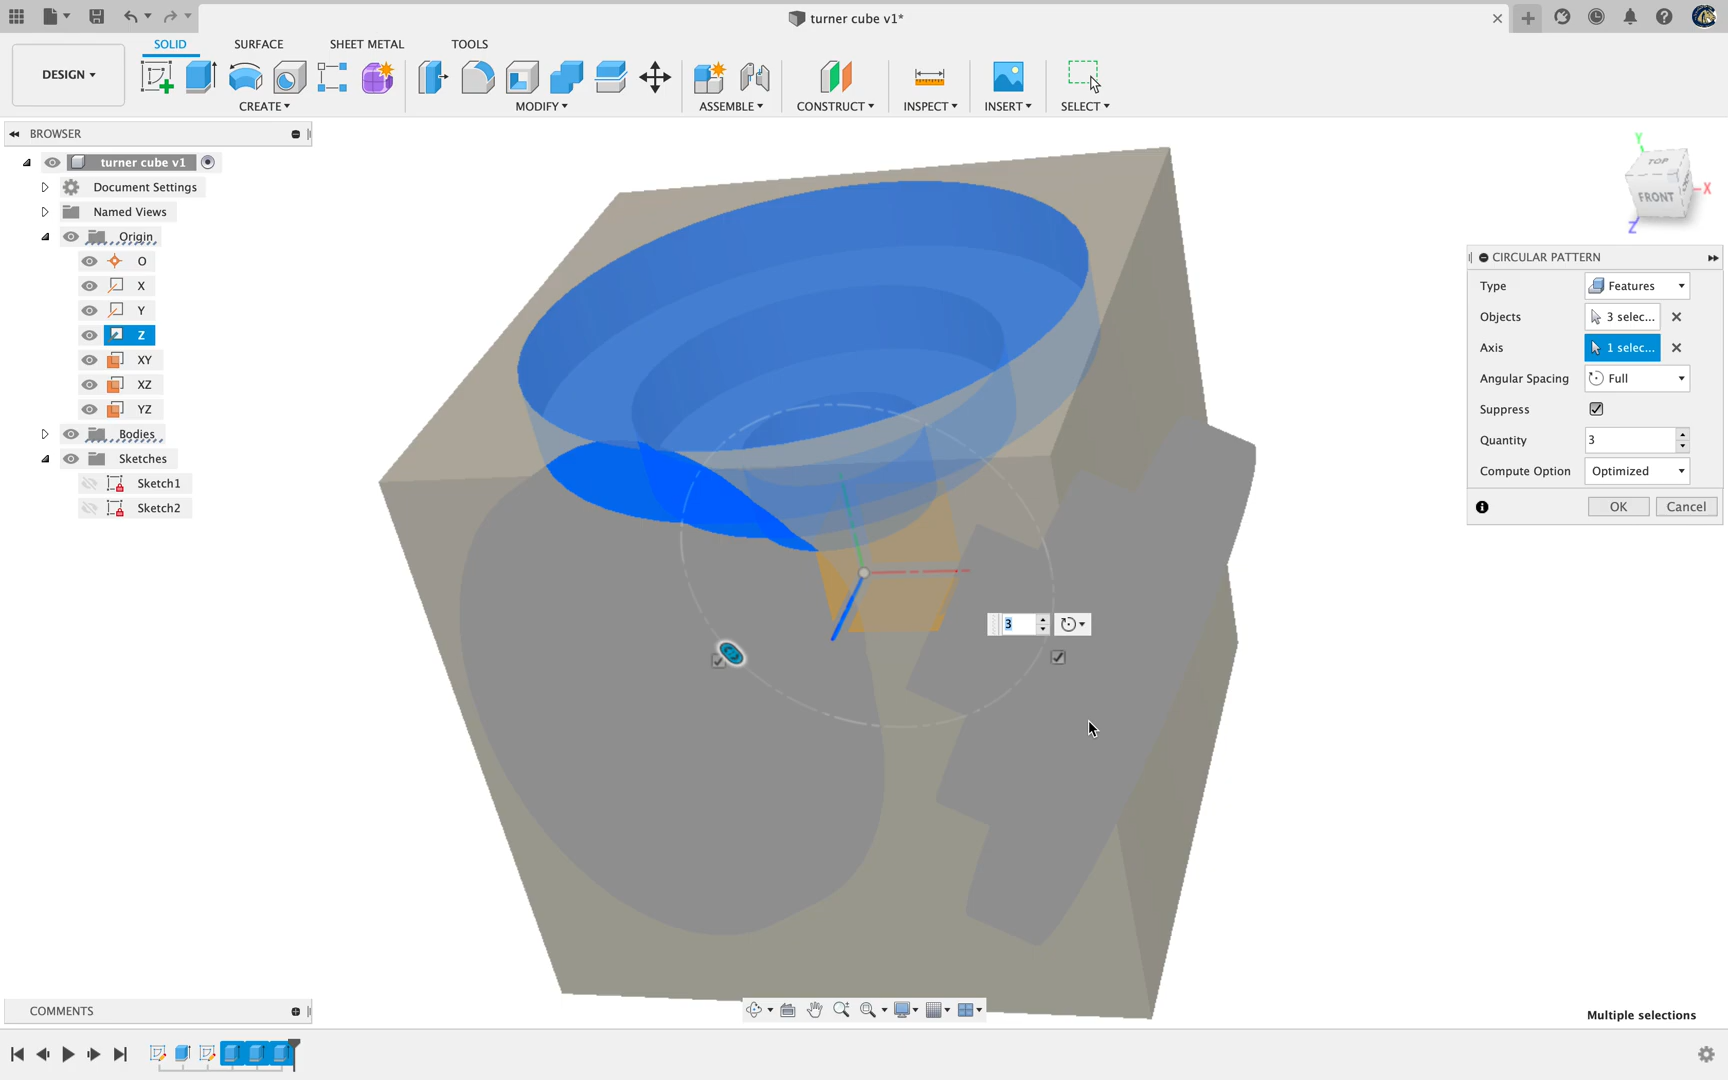 turner cube v1*
SOLID
SURFACE
SHEET METAL
TOOLS
DESIGN
CREATE
MODIFY
ASSEMBLE
CONSTRUCT
INSPECT
INSERT
SELECT
BROWSER
turner cube v1
Document Settings
Named Views
Origin
O
X
Y
Z
XY
XZ
YZ
Bodies
Sketches
Sketch1
Sketch2
Y
TOP
FRONT
X
Z
CIRCULAR PATTERN
Type
Features
Objects
3 selec...
Axis
1 selec...
Angular Spacing
Full
Suppress
Quantity
3
Compute Option
Optimized
OK
Cancel
3
COMMENTS
Multiple selections